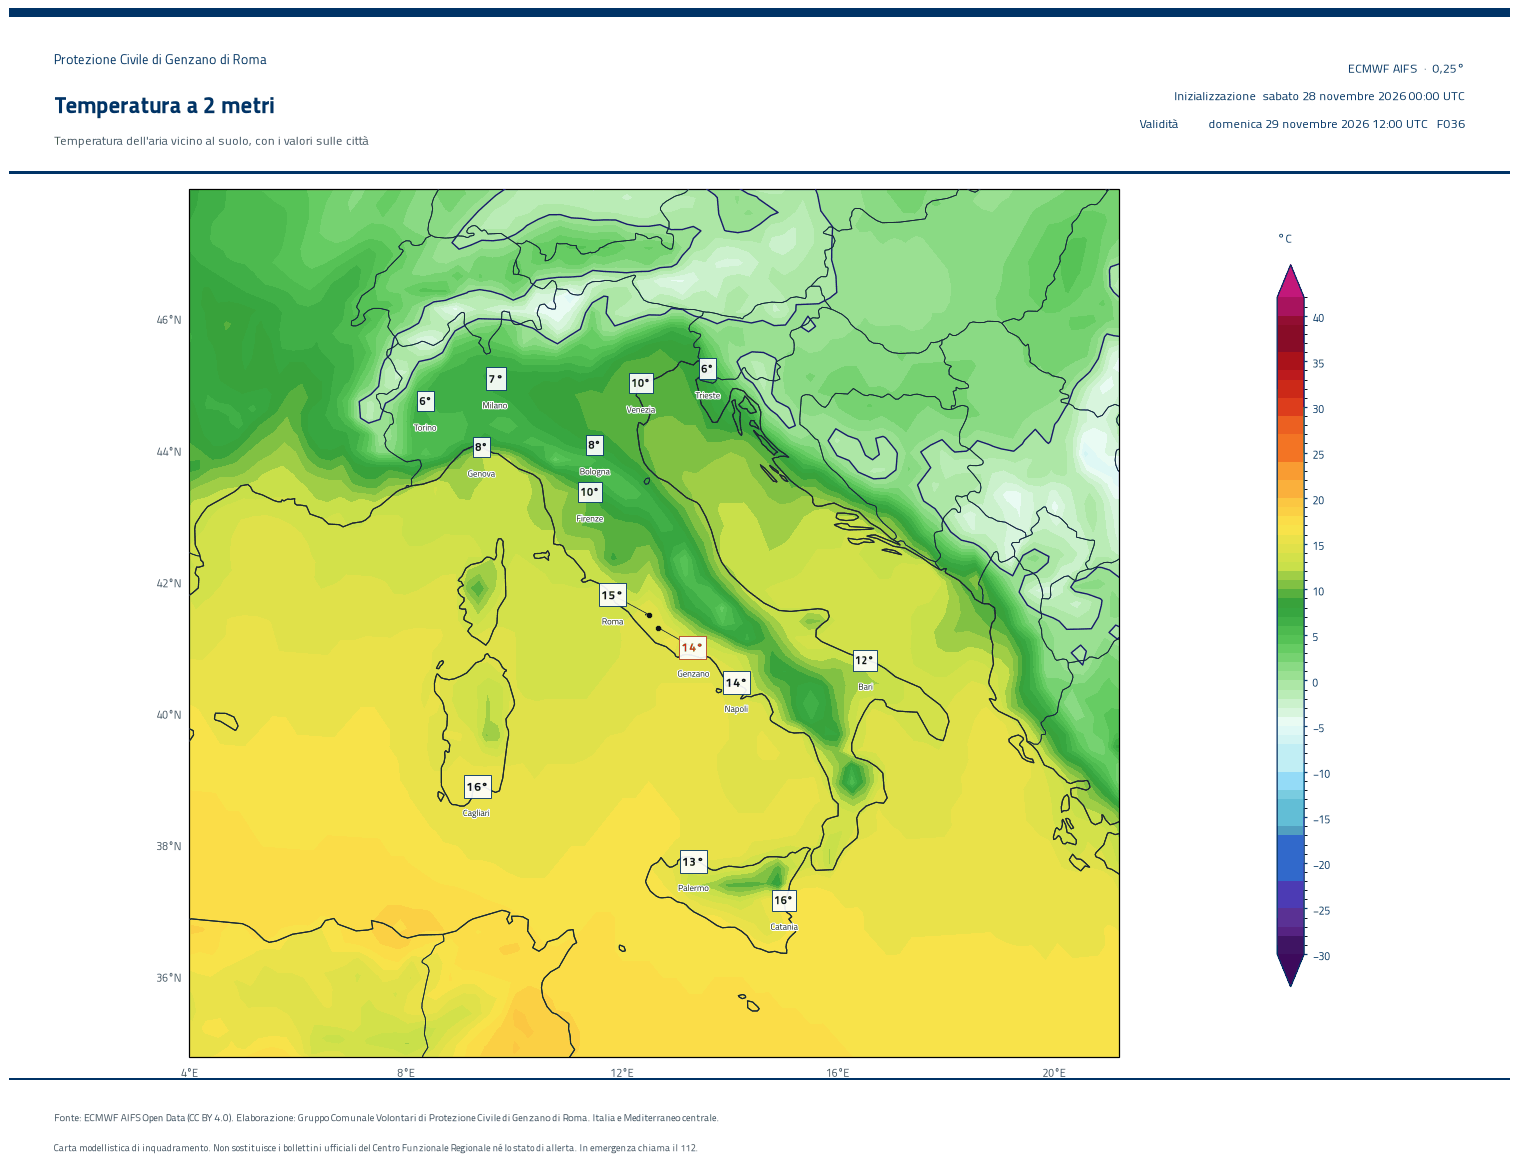 Protezione Civile di Genzano di Roma
Temperatura a 2 metri
Temperatura dell'aria vicino al suolo, con i valori sulle città
ECMWF AIFS · 0,25°
Inizializzazione sabato 28 novembre 2026 00:00 UTC
Validità domenica 29 novembre 2026 12:00 UTC F036
°C
40
35
30
25
20
15
10
5
0
−5
−10
−15
−20
−25
−30
46°N
44°N
42°N
40°N
38°N
36°N
4°E
8°E
12°E
16°E
20°E
6°
Torino
7°
Milano
10°
Venezia
6°
Trieste
8°
Genova
8°
Bologna
10°
Firenze
15°
Roma
14°
Genzano
14°
Napoli
12°
Bari
16°
Cagliari
13°
Palermo
16°
Catania
Fonte: ECMWF AIFS Open Data (CC BY 4.0). Elaborazione: Gruppo Comunale Volontari di Protezione Civile di Genzano di Roma. Italia e Mediterraneo centrale.
Carta modellistica di inquadramento. Non sostituisce i bollettini ufficiali del Centro Funzionale Regionale né lo stato di allerta. In emergenza chiama il 112.